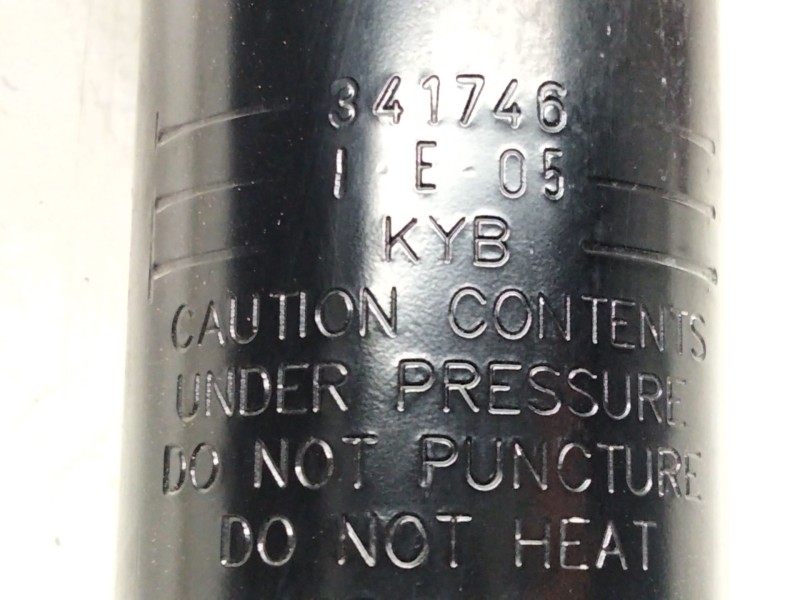 341746
I E 05
KYB
CAUTION CONTENTS
UNDER PRESSURE
DO NOT PUNCTURE
DO NOT HEAT